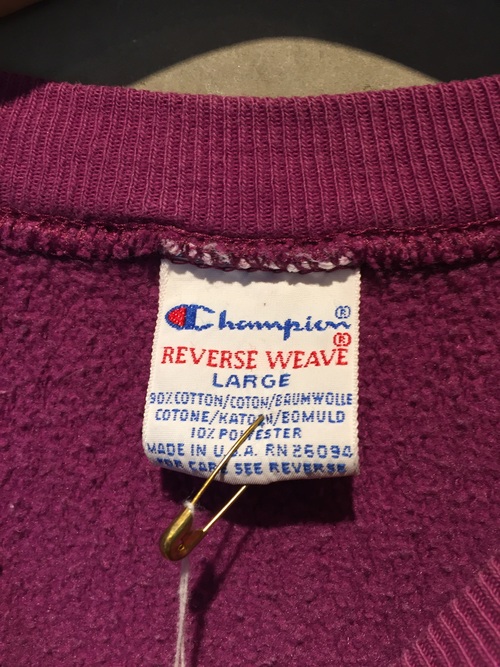 Champion®
®
REVERSE WEAVE
LARGE
90% COTTON/COTON/BAUMWOLLE
COTONE/KATOEN/BOMULD
10% POLYESTER
MADE IN U.S.A. RN 26094
FOR CARE SEE REVERSE